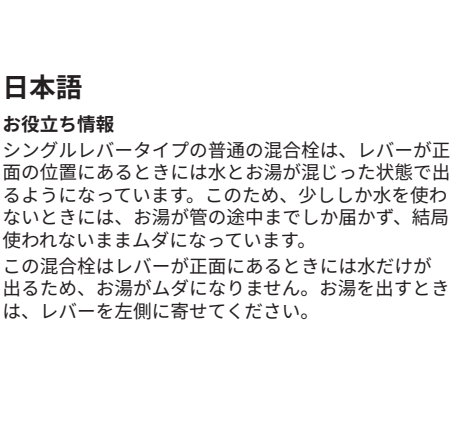 日本語
お役立ち情報
シングルレバータイプの普通の混合栓は、レバーが正
面の位置にあるときには水とお湯が混じった状態で出
るようになっています。このため、少ししか水を使わ
ないときには、お湯が管の途中までしか届かず、結局
使われないままムダになっています。
この混合栓はレバーが正面にあるときには水だけが
出るため、お湯がムダになりません。お湯を出すとき
は、レバーを左側に寄せてください。